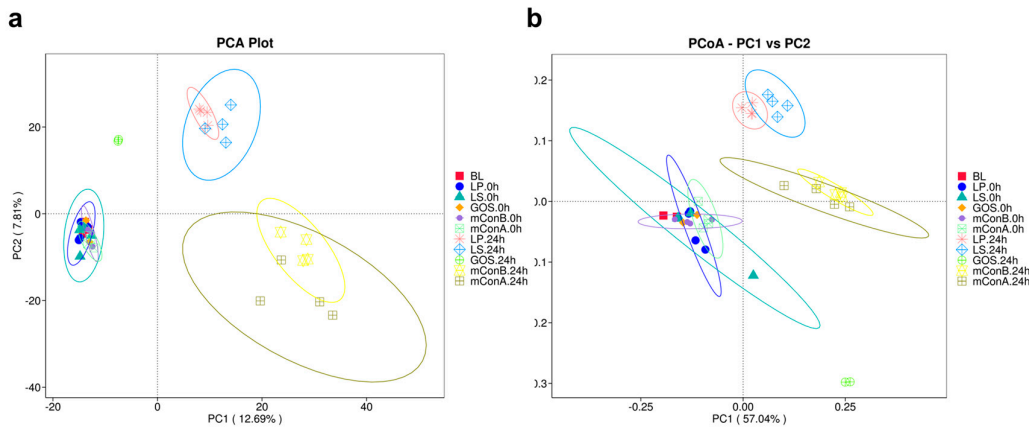 a
PCA Plot
20
0
-20
-40
PC2 ( 7.81% )
-20
0
20
40
PC1 ( 12.69% )
BL
LP.0h
LS.0h
GOS.0h
mConB.0h
mConA.0h
LP.24h
LS.24h
GOS.24h
mConB.24h
mConA.24h
b
PCoA - PC1 vs PC2
0.2
0.1
0.0
0.1
0.2
0.3
-0.25
0.00
0.25
PC1 ( 57.04% )
BL
LP.0h
LS.0h
GOS.0h
mConB.0h
mConA.0h
LP.24h
LS.24h
GOS.24h
mConB.24h
mConA.24h